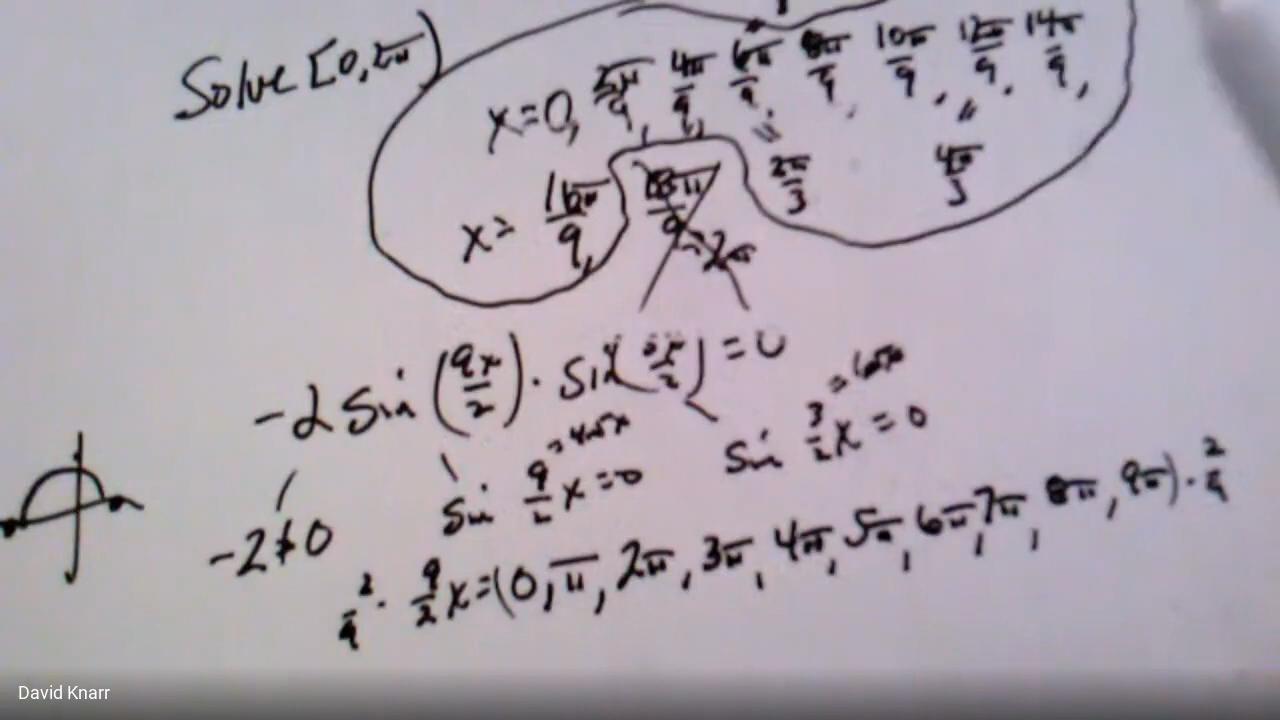 Solve [0, 2π)
x=0, 2π/9, 4π/9, 6π/9, 8π/9, 10π/9, 12π/9, 14π/9,
= 2π/3 = 4π/3
x= 16π/9, 18π/9 =2π
-2 sin (9x/2) · sin (3x/2) = 0
-2≠0
sin 9/2 x=0
sin 3/2 x=0
2/9 · 9/2 x=(0, π, 2π, 3π, 4π, 5π, 6π, 7π, 8π, 9π) · 2/9
David Knarr